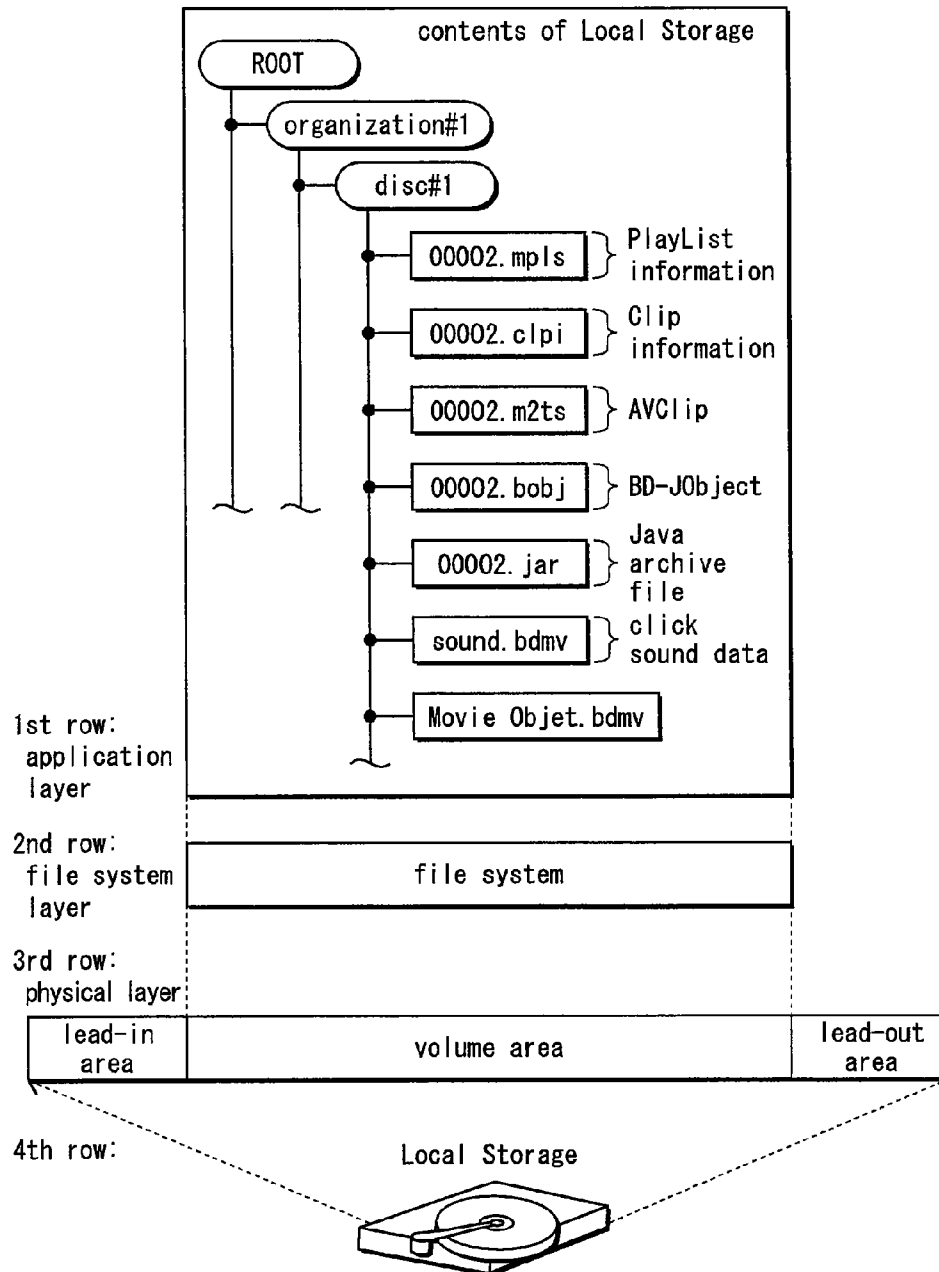 contents of Local Storage
ROOT
organization#1
disc#1
00002.mpls
PlayList
information
00002.clpi
Clip
information
00002.m2ts
AVClip
00002.bobj
BD-JObject
00002.jar
Java
archive
file
sound.bdmv
click
sound data
Movie Objet.bdmv
1st row:
application
layer
2nd row:
file system
layer
file system
3rd row:
physical layer
lead-in
area
volume area
lead-out
area
4th row:
Local Storage